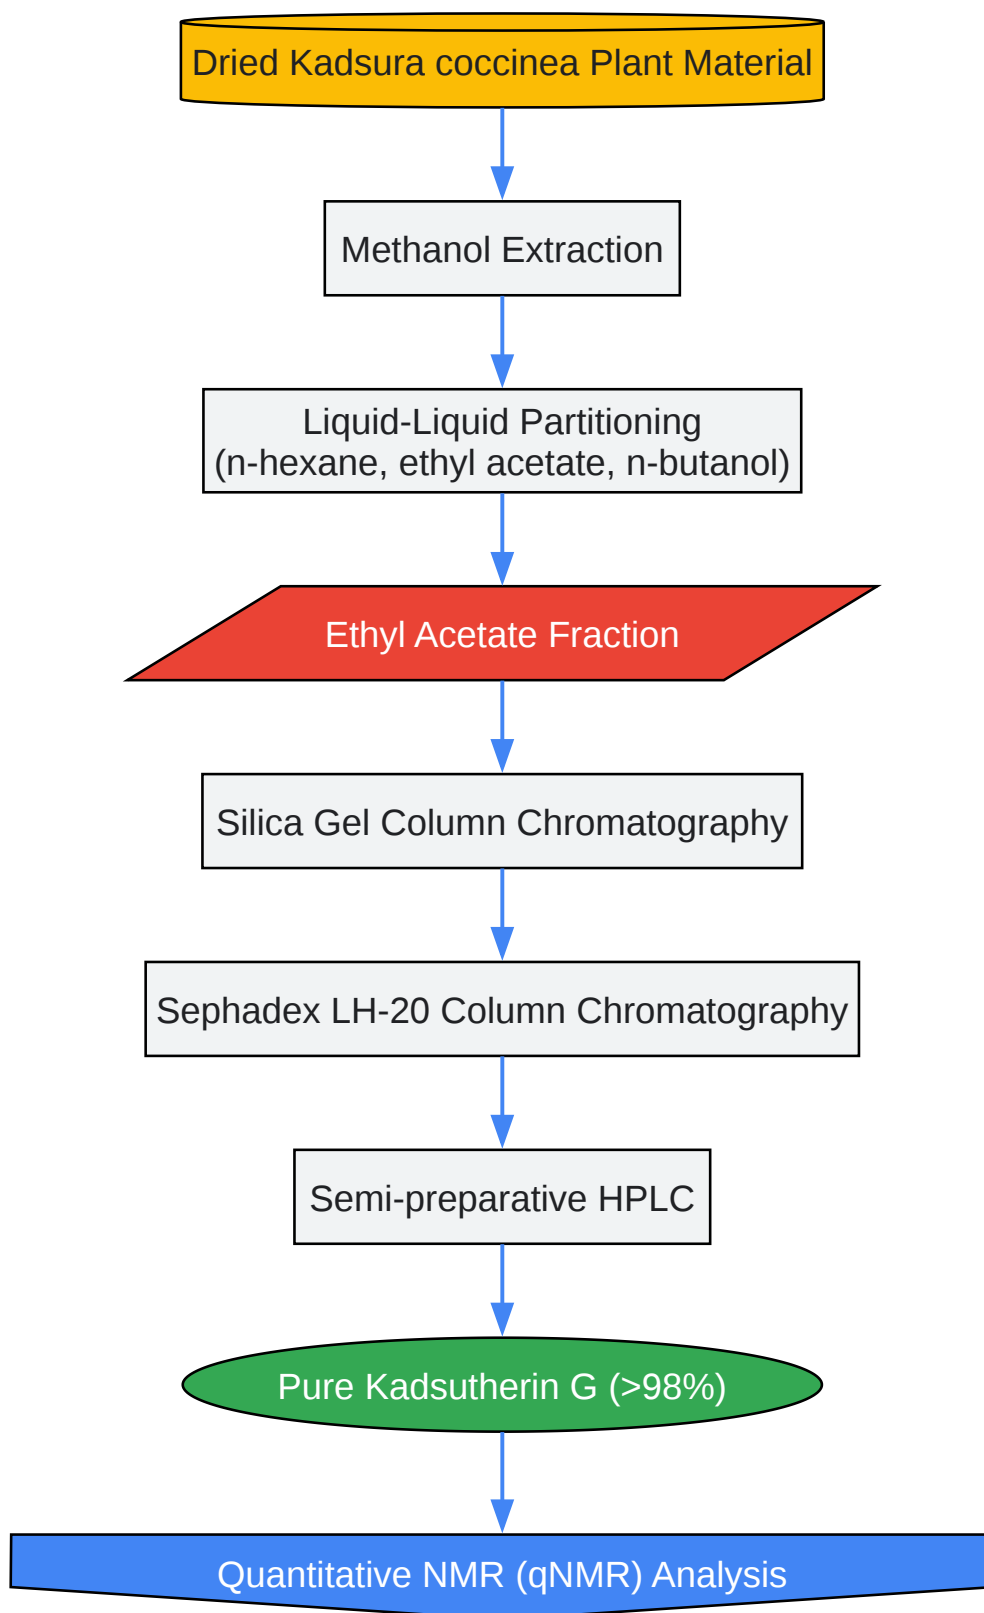 Dried Kadsura coccinea Plant Material
Methanol Extraction
Liquid-Liquid Partitioning
(n-hexane, ethyl acetate, n-butanol)
Ethyl Acetate Fraction
Silica Gel Column Chromatography
Sephadex LH-20 Column Chromatography
Semi-preparative HPLC
Pure Kadsutherin G (>98%)
Quantitative NMR (qNMR) Analysis